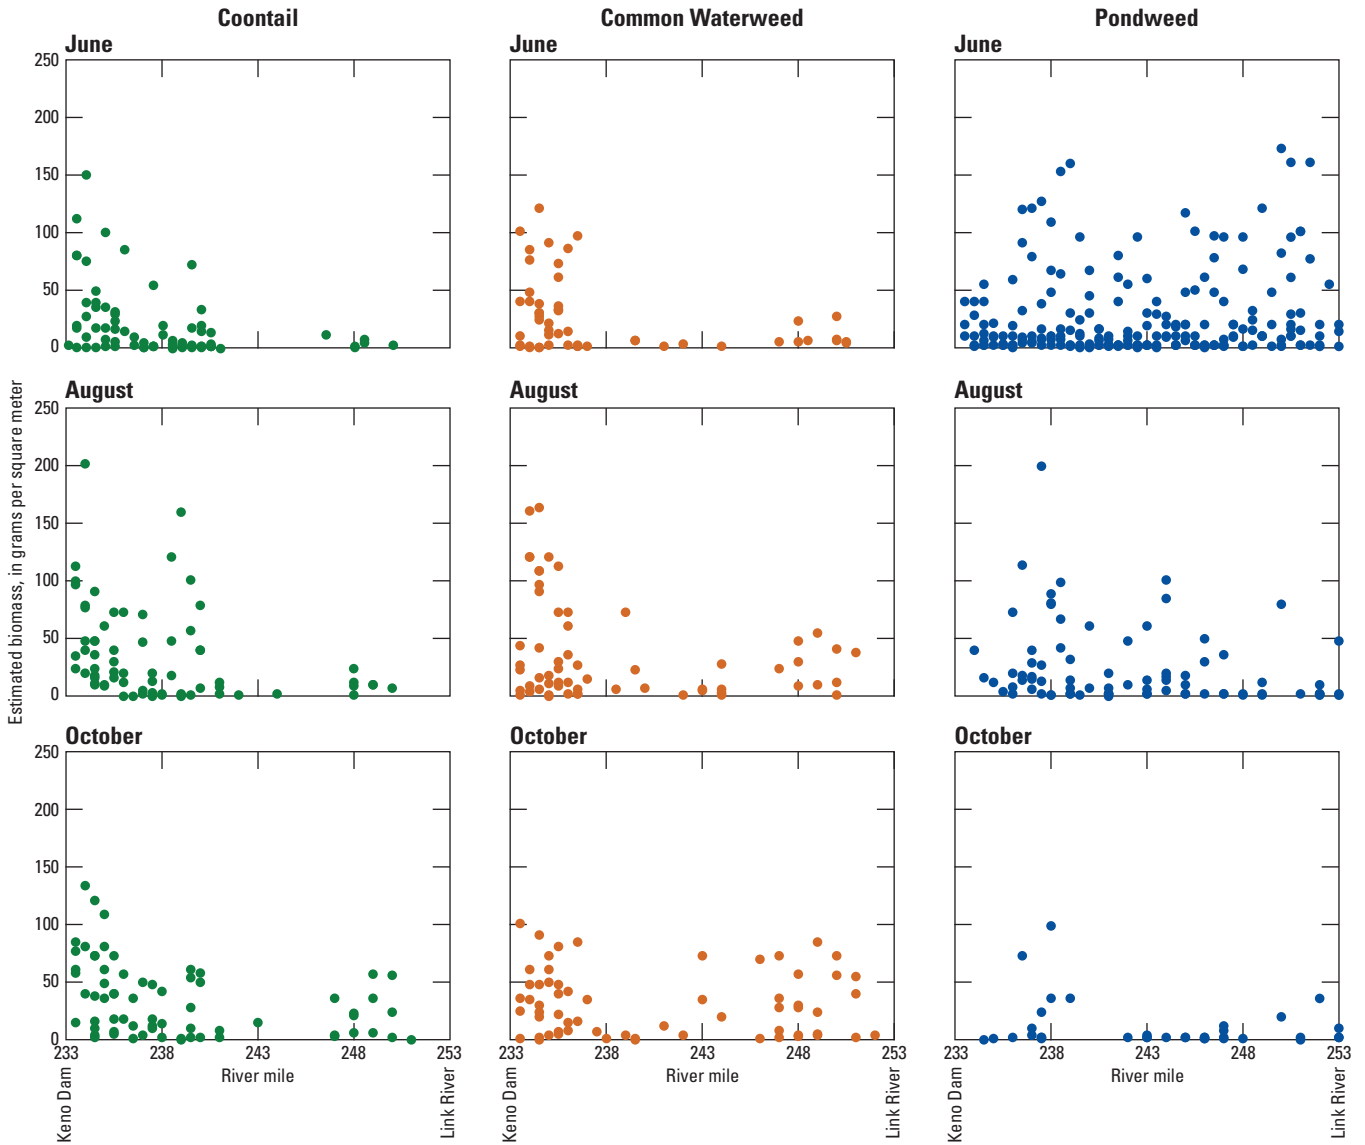 Coontail
Common Waterweed
Pondweed
June
June
June
250
200
150
100
50
0
August
August
August
250
200
150
100
50
0
Estimated biomass, in grams per square meter
October
October
October
250
200
150
100
50
0
233 238 243 248 253
233 238 243 248 253
233 238 243 248 253
River mile
River mile
River mile
Keno Dam
Link River
Keno Dam
Link River
Keno Dam
Link River